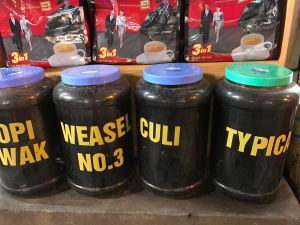 3in1
3in1
3in1
OPI
WAK
WEASEL
NO.3
CULI
TYPICA